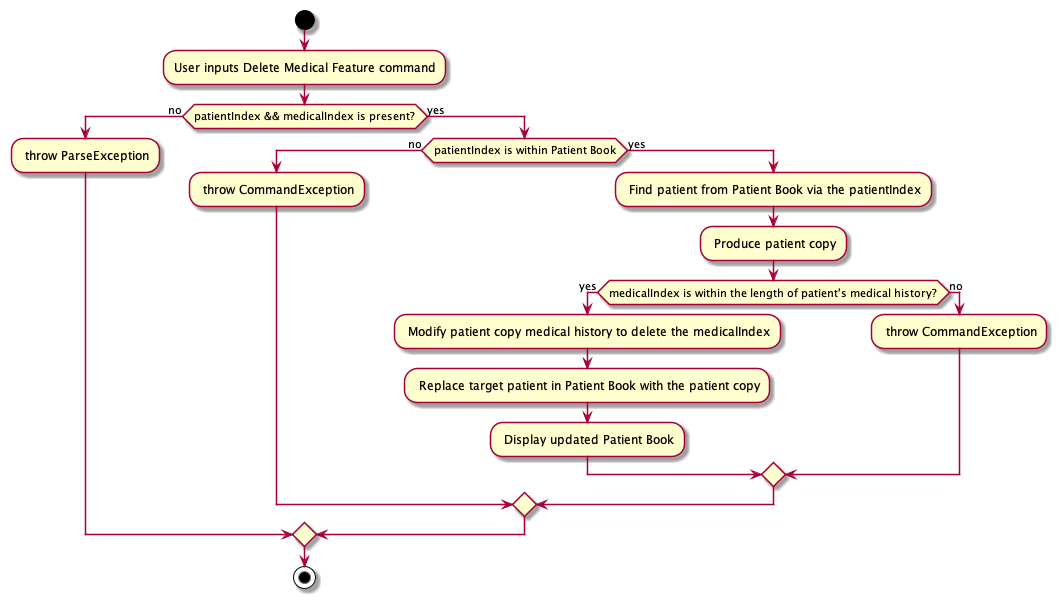 User inputs Delete Medical Feature command
no
patientIndex && medicalIndex is present?
yes
throw ParseException
no
patientIndex is within Patient Book
yes
throw CommandException
Find patient from Patient Book via the patientIndex
Produce patient copy
yes
medicalIndex is within the length of patient's medical history?
no
Modify patient copy medical history to delete the medicalIndex
throw CommandException
Replace target patient in Patient Book with the patient copy
Display updated Patient Book